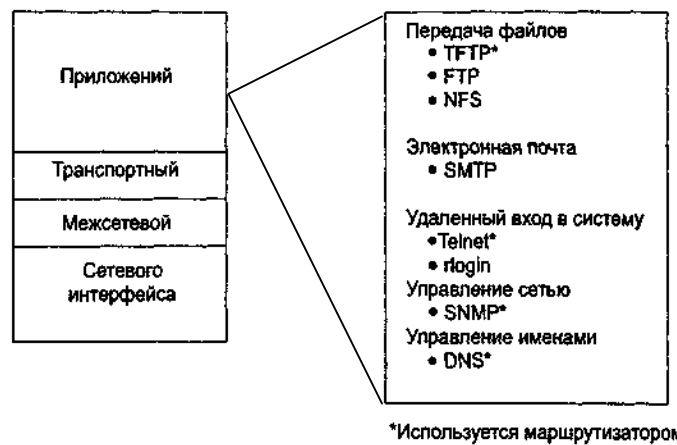 Приложений
Транспортный
Межсетевой
Сетевого
интерфейса
Передача файлов
• TFTP*
• FTP
• NFS
Электронная почта
• SMTP
Удаленный вход в систему
•Telnet*
• rlogin
Управление сетью
• SNMP*
Управление именами
• DNS*
*Используется маршрутизатором